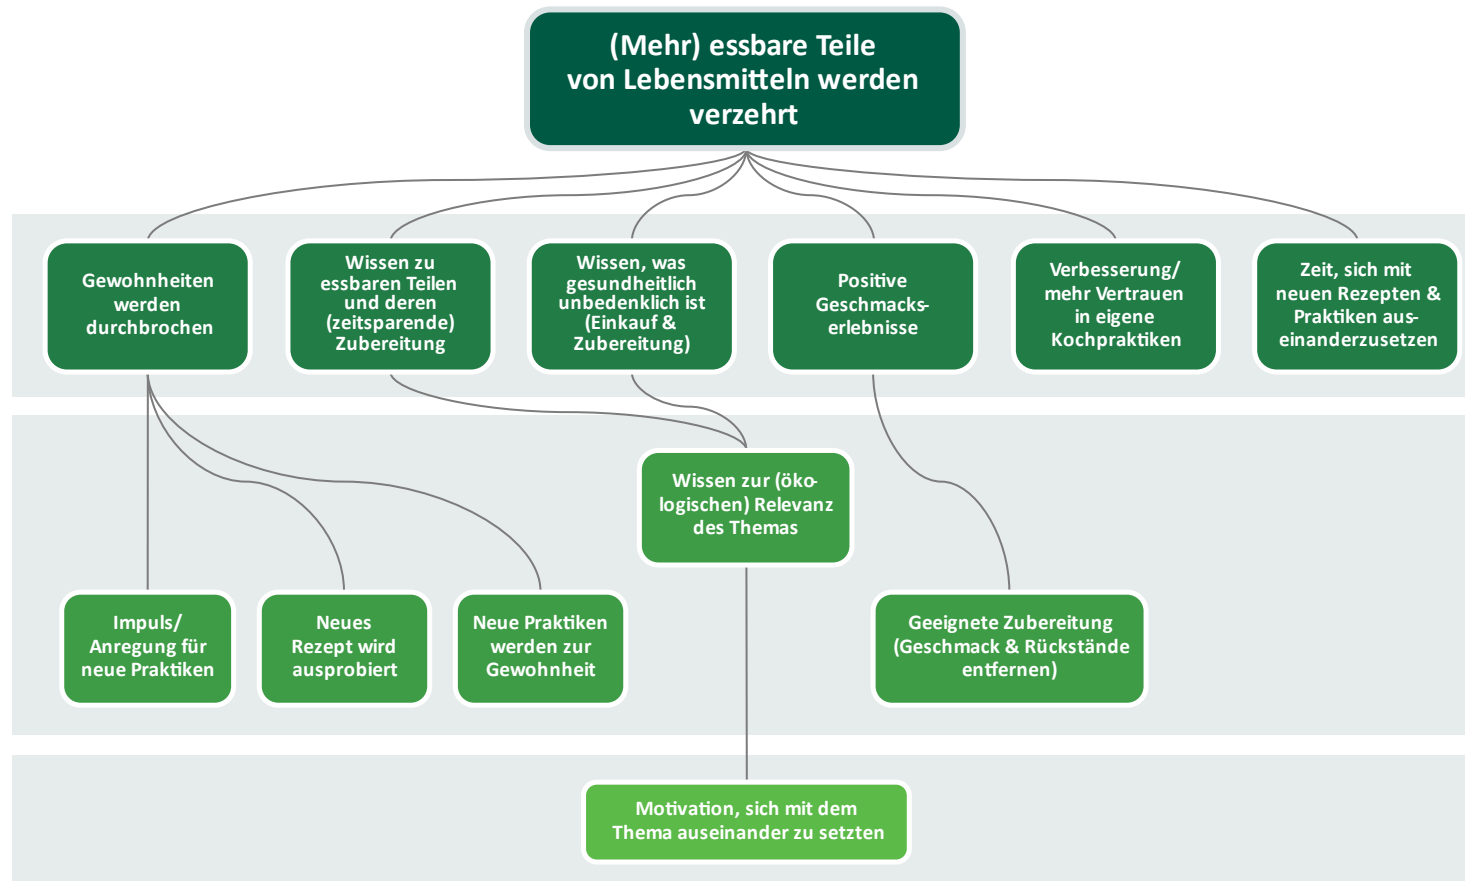 (Mehr) essbare Teile
von Lebensmitteln werden
verzehrt
Gewohnheiten
werden
durchbrochen
Wissen zu
essbaren Teilen
und deren
(zeitsparende)
Zubereitung
Wissen, was
gesundheitlich
unbedenklich ist
(Einkauf &
Zubereitung)
Positive
Geschmacks-
erlebnisse
Verbesserung/
mehr Vertrauen
in eigene
Kochpraktiken
Zeit, sich mit
neuen Rezepten &
Praktiken aus-
einanderzusetzen
Wissen zur (öko-
logischen) Relevanz
des Themas
Impuls/
Anregung für
neue Praktiken
Neues
Rezept wird
ausprobiert
Neue Praktiken
werden zur
Gewohnheit
Geeignete Zubereitung
(Geschmack & Rückstände
entfernen)
Motivation, sich mit dem
Thema auseinander zu setzten